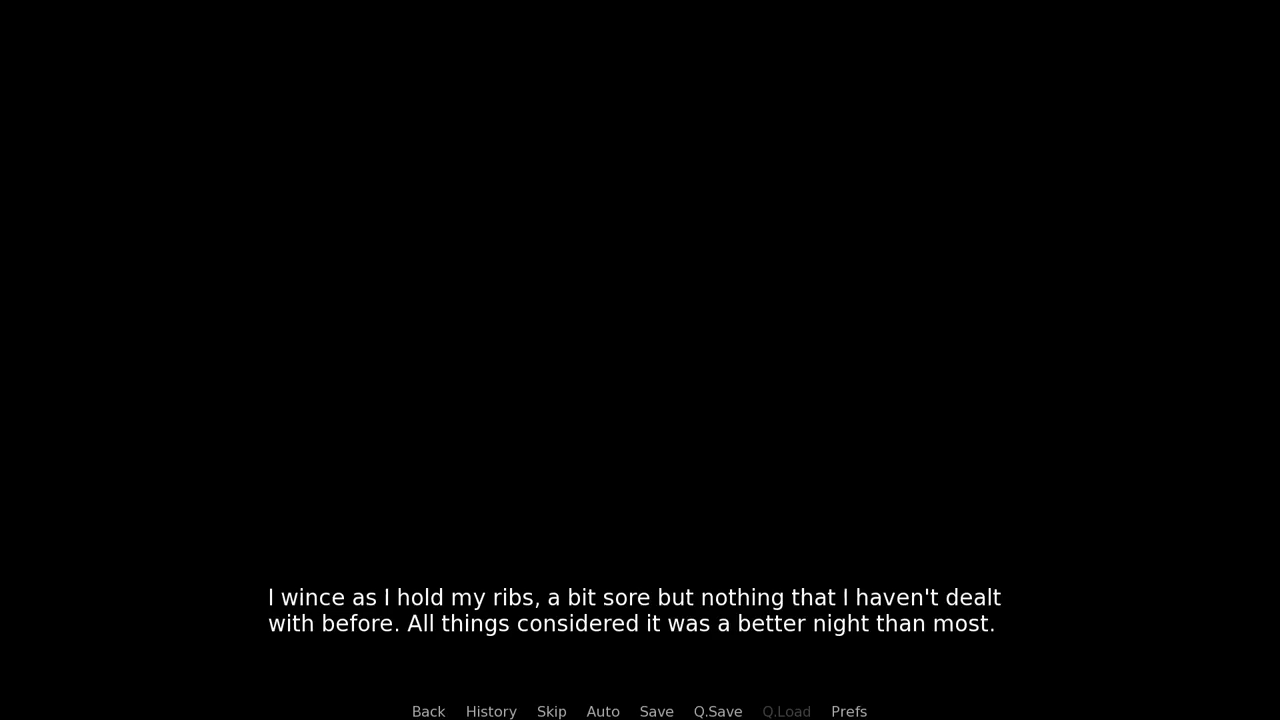 I wince as I hold my ribs, a bit sore but nothing that I haven't dealt
with before. All things considered it was a better night than most.
Back History Skip Auto Save Q.Save Q.Load Prefs